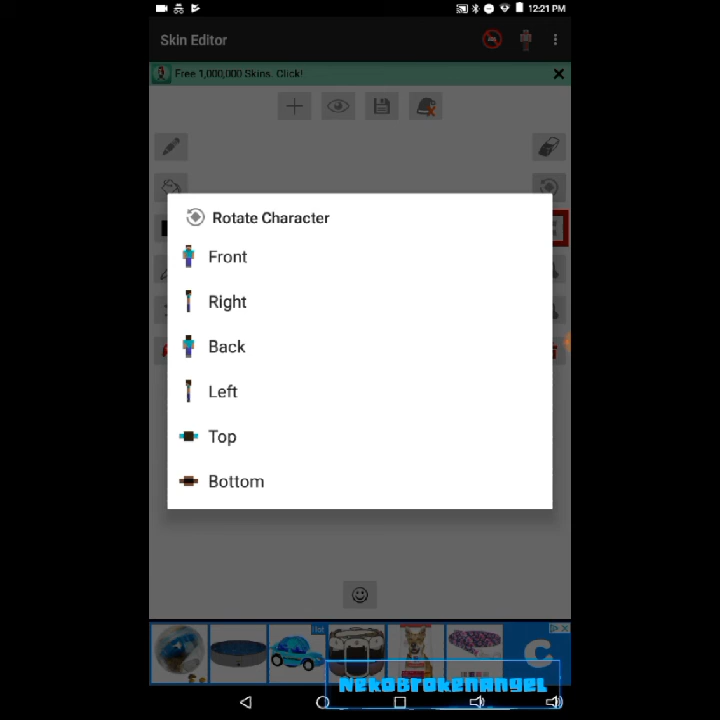 12:21 PM
Skin Editor
Free 1,000,000 Skins. Click!
Rotate Character
Front
Right
Back
Left
Top
Bottom
C
NekoBrokenAngel